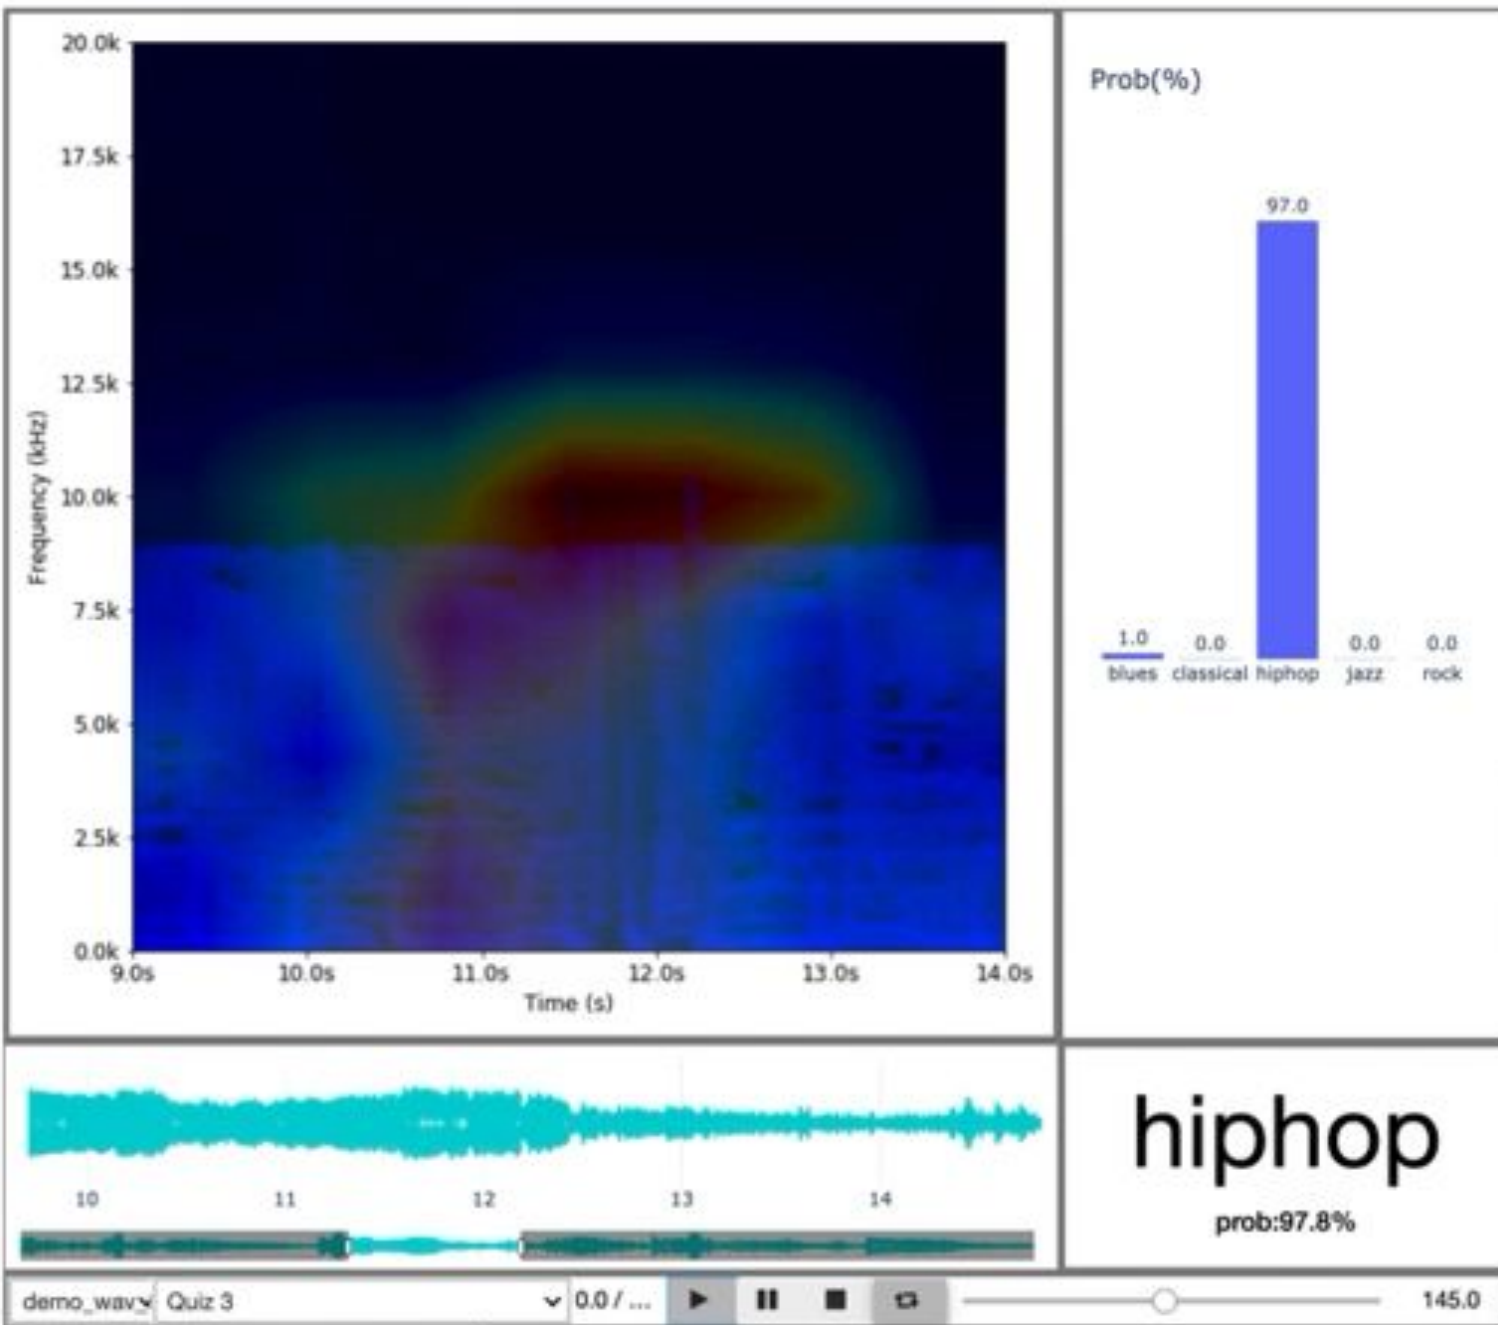 20.0k
17.5k
15.0k
12.5k
10.0k
7.5k
5.0k
2.5k
0.0k
Frequency (kHz)
9.0s 10.0s 11.0s 12.0s 13.0s 14.0s
Time (s)
Prob(%)
97.0
1.0 0.0 0.0 0.0
blues classical hiphop jazz rock
10 11 12 13 14
hiphop
prob:97.8%
demo_wav_ Quiz 3 0.0 / ... 145.0